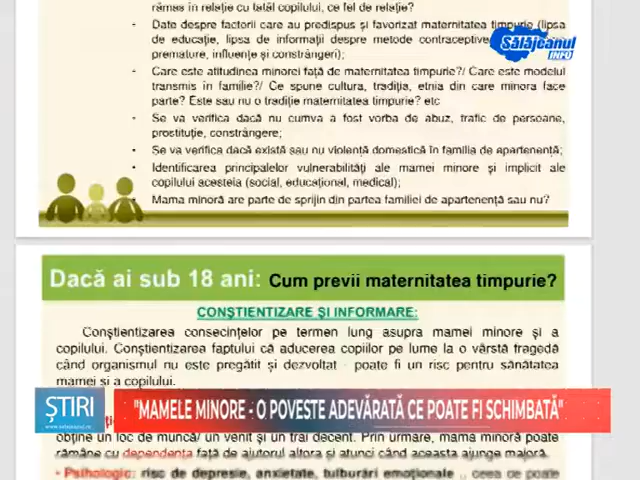 rămas în relație cu tatăl copilului, ce fel de relație?
- Date despre factorii care au predispus și favorizat maternitatea timpurie (lipsa
de educație, lipsa de informații despre metode contraceptive,
premature, influențe și constrângeri);
- Care este atitudinea minorei față de maternitatea timpurie?/ Care este modelul
transmis în familie?/ Ce spune cultura, tradiția, etnia din care minora face
parte? Este sau nu o tradiție maternitatea timpurie? etc
- Se va verifica dacă nu cumva a fost vorba de abuz, trafic de persoane,
prostituție, constrângere;
- Se va verifica dacă există sau nu violență domestică în familia de apartenență;
- Identificarea principalelor vulnerabilități ale mamei minore și implicit ale
copilului acesteia (social, educațional, medical);
- Mama minoră are parte de sprijin din partea familiei de apartenență sau nu?
Sălăjeanul
INFO
Dacă ai sub 18 ani: Cum previi maternitatea timpurie?
CONȘTIENTIZARE ȘI INFORMARE:
Conștientizarea consecințelor pe termen lung asupra mamei minore și a
copilului. Conștientizarea faptului că aducerea copiilor pe lume la o vârstă tragedă
când organismul nu este pregătit și dezvoltat - poate fi un risc pentru sănătatea
mamei și a copilului.
ȘTIRI
www.salajeanul.ro
"MAMELE MINORE - O POVESTE ADEVĂRATĂ CE POATE FI SCHIMBATĂ"
obține un loc de muncă/ un venit și un trai decent. Prin urmare, mama minoră poate
rămâne cu dependența față de ajutorul altora și atunci când aceasta ajunge majoră.
- Psihologic: risc de depresie, anxietate, tulburări emoționale .. ceea ce poate